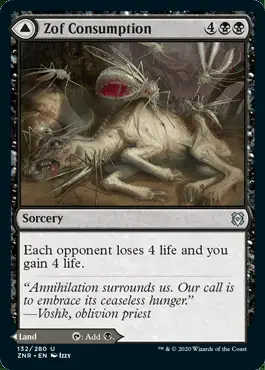 Zof Consumption 4
Sorcery
Each opponent loses 4 life and you
gain 4 life.
“Annihilation surrounds us. Our call is
to embrace its ceaseless hunger.”
—Voshk, oblivion priest
Land : Add .
132/280 U
ZNR • EN Izzy
™ & © 2020 Wizards of the Coast